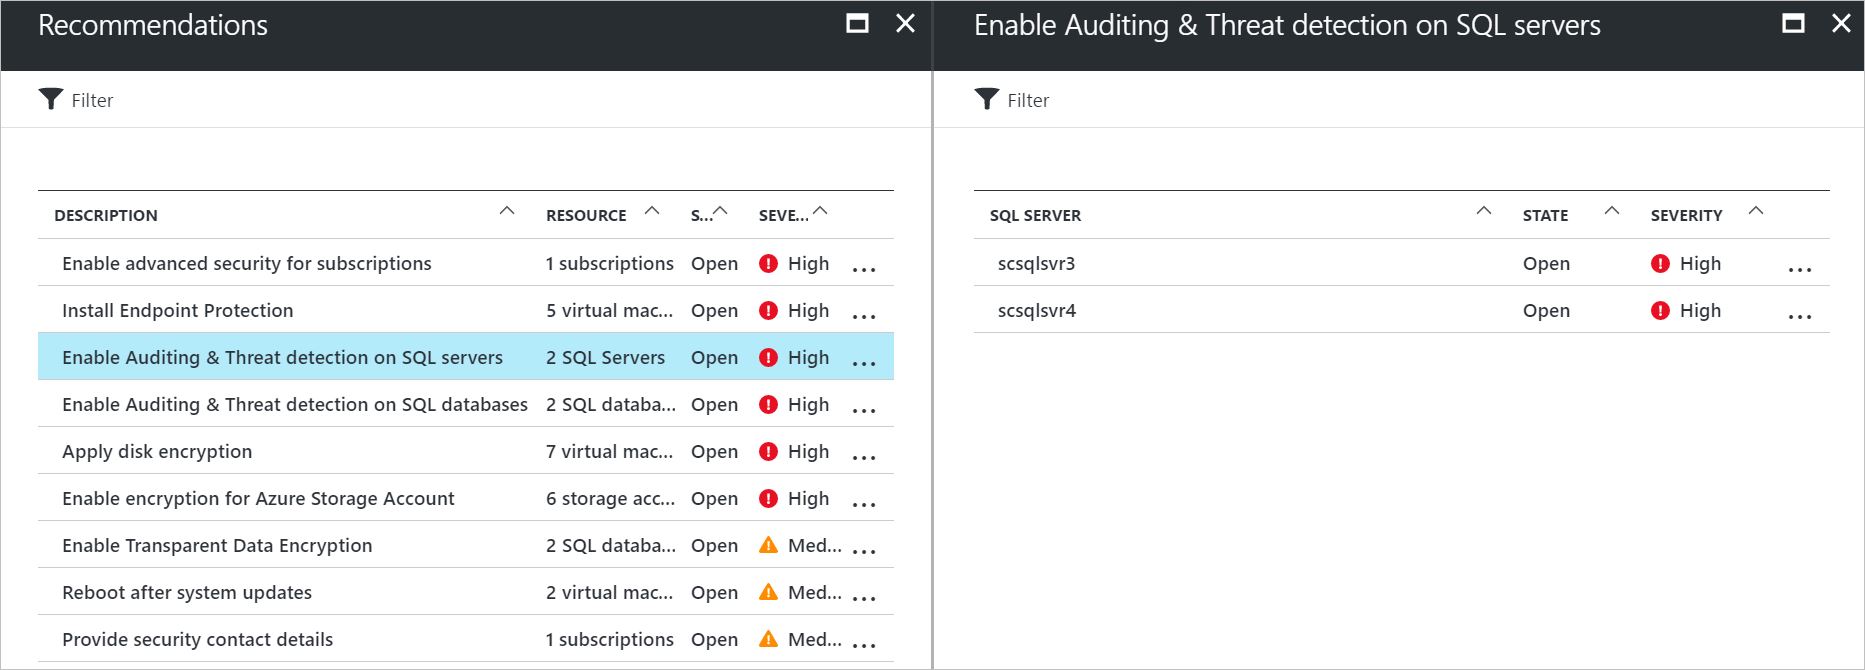 Recommendations
Filter
DESCRIPTION RESOURCE S... SEVE...
Enable advanced security for subscriptions 1 subscriptions Open High ...
Install Endpoint Protection 5 virtual mac... Open High ...
Enable Auditing & Threat detection on SQL servers 2 SQL Servers Open High ...
Enable Auditing & Threat detection on SQL databases 2 SQL databa... Open High ...
Apply disk encryption 7 virtual mac... Open High ...
Enable encryption for Azure Storage Account 6 storage acc... Open High ...
Enable Transparent Data Encryption 2 SQL databa... Open Med... ...
Reboot after system updates 2 virtual mac... Open Med... ...
Provide security contact details 1 subscriptions Open Med... ...
Enable Auditing & Threat detection on SQL servers
Filter
SQL SERVER STATE SEVERITY
scsqlsvr3 Open High ...
scsqlsvr4 Open High ...